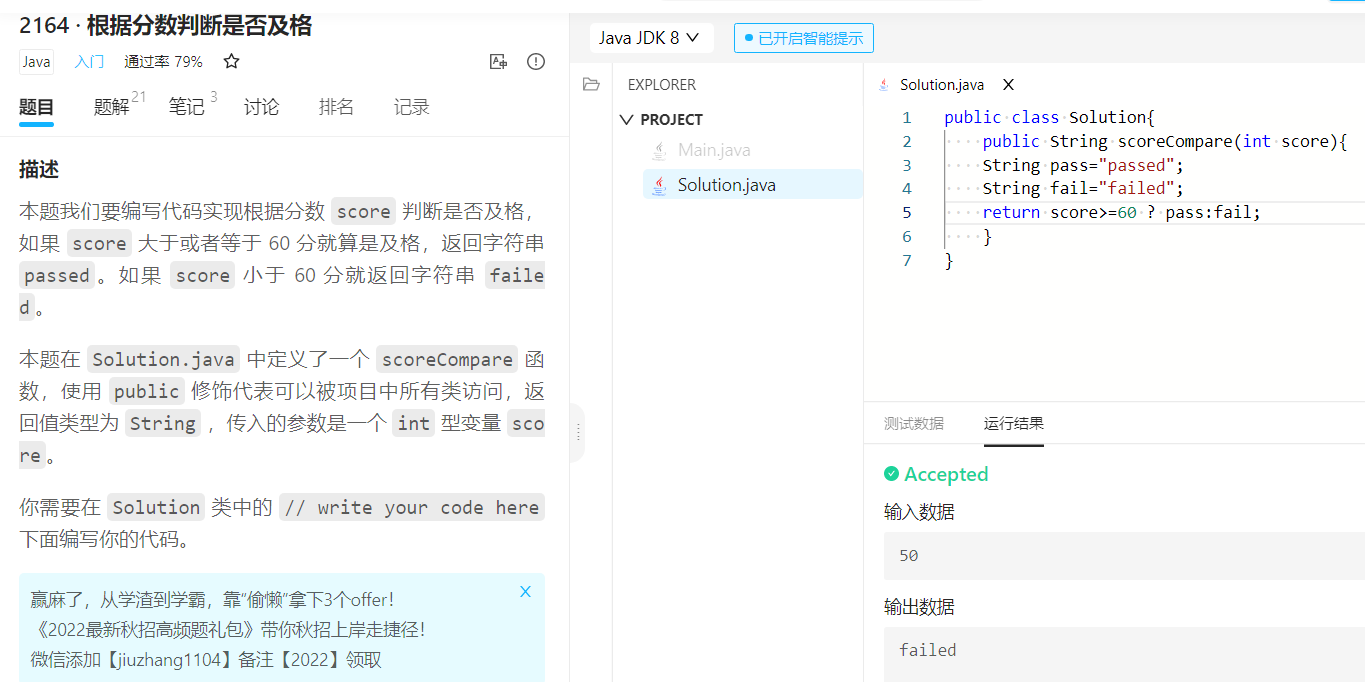 2164 · 根据分数判断是否及格
Java 入门 通过率 79%
题目 题解 21 笔记 3 讨论 排名 记录
描述
本题我们要编写代码实现根据分数 score 判断是否及格，
如果 score 大于或者等于 60 分就算是及格，返回字符串
passed 。如果 score 小于 60 分就返回字符串 faile
d 。
本题在 Solution.java 中定义了一个 scoreCompare 函
数，使用 public 修饰代表可以被项目中所有类访问，返
回值类型为 String ，传入的参数是一个 int 型变量 sco
re 。
你需要在 Solution 类中的 // write your code here
下面编写你的代码。
赢麻了，从学渣到学霸，靠“偷懒”拿下3个offer！
《2022最新秋招高频题礼包》带你秋招上岸走捷径！
微信添加【jiuzhang1104】备注【2022】领取
Java JDK 8 已开启智能提示
EXPLORER
PROJECT
Main.java
Solution.java
Solution.java X
1 public class Solution{
2 public String scoreCompare(int score){
3 String pass="passed";
4 String fail="failed";
5 return score>=60 ? pass:fail;
6 }
7 }
测试数据 运行结果
Accepted
输入数据
50
输出数据
failed